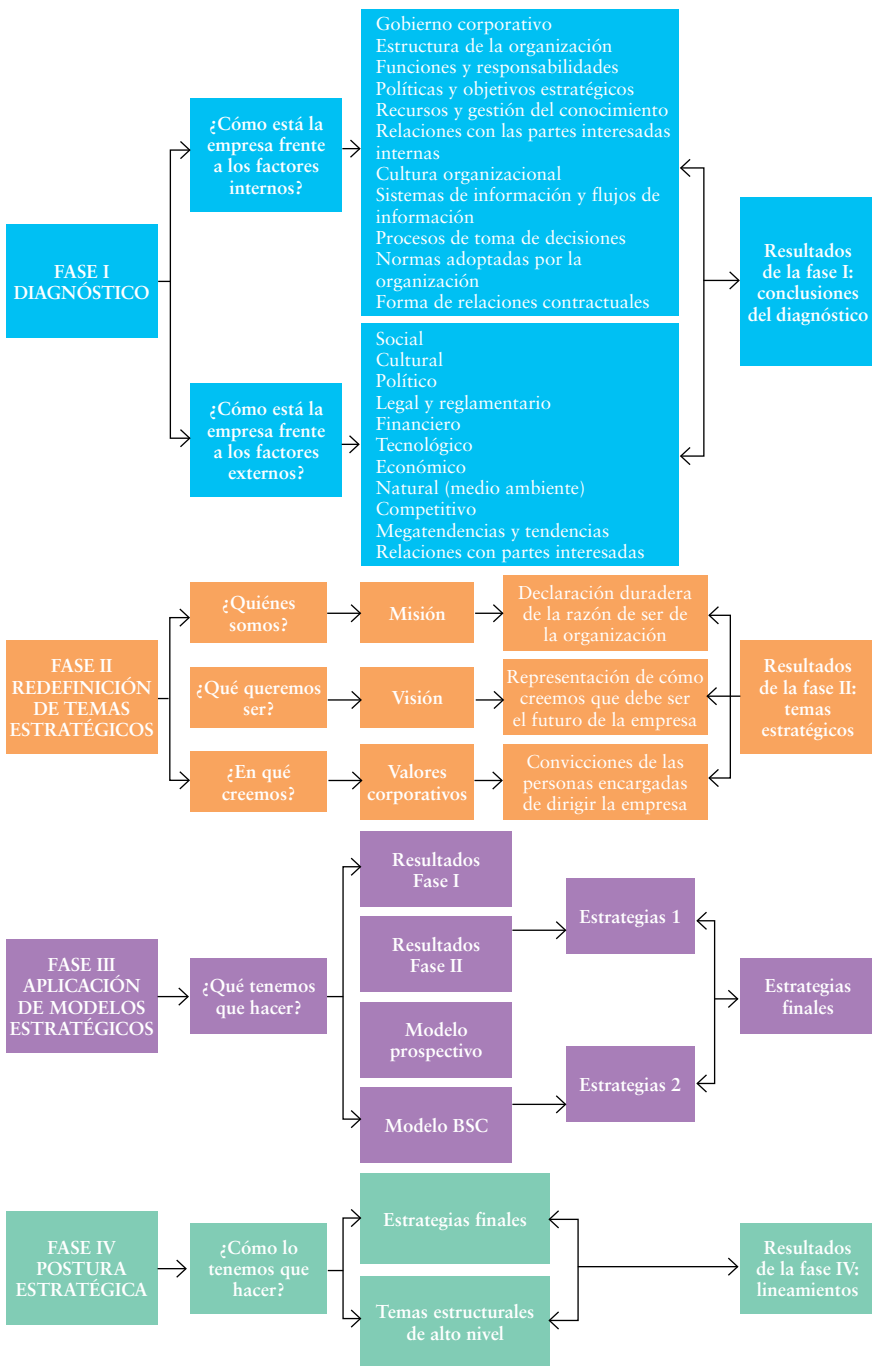 FASE I
DIAGNÓSTICO
¿Cómo está la
empresa frente
a los factores
internos?
Gobierno corporativo
Estructura de la organización
Funciones y responsabilidades
Políticas y objetivos estratégicos
Recursos y gestión del conocimiento
Relaciones con las partes interesadas
internas
Cultura organizacional
Sistemas de información y flujos de
información
Procesos de toma de decisiones
Normas adoptadas por la
organización
Forma de relaciones contractuales
¿Cómo está la
empresa frente
a los factores
externos?
Social
Cultural
Político
Legal y reglamentario
Financiero
Tecnológico
Económico
Natural (medio ambiente)
Competitivo
Megatendencias y tendencias
Relaciones con partes interesadas
Resultados
de la fase I:
conclusiones
del diagnóstico
FASE II
REDEFINICIÓN
DE TEMAS
ESTRATÉGICOS
¿Quiénes
somos?
Misión
Declaración duradera
de la razón de ser de
la organización
¿Qué queremos
ser?
Visión
Representación de cómo
creemos que debe ser
el futuro de la empresa
¿En qué
creemos?
Valores
corporativos
Convicciones de las
personas encargadas
de dirigir la empresa
Resultados
de la fase II:
temas
estratégicos
FASE III
APLICACIÓN
DE MODELOS
ESTRATÉGICOS
¿Qué tenemos
que hacer?
Resultados
Fase I
Resultados
Fase II
Modelo
prospectivo
Modelo BSC
Estrategias 1
Estrategias 2
Estrategias
finales
FASE IV
POSTURA
ESTRATÉGICA
¿Cómo lo
tenemos que
hacer?
Estrategias finales
Temas estructurales
de alto nivel
Resultados
de la fase IV:
lineamientos